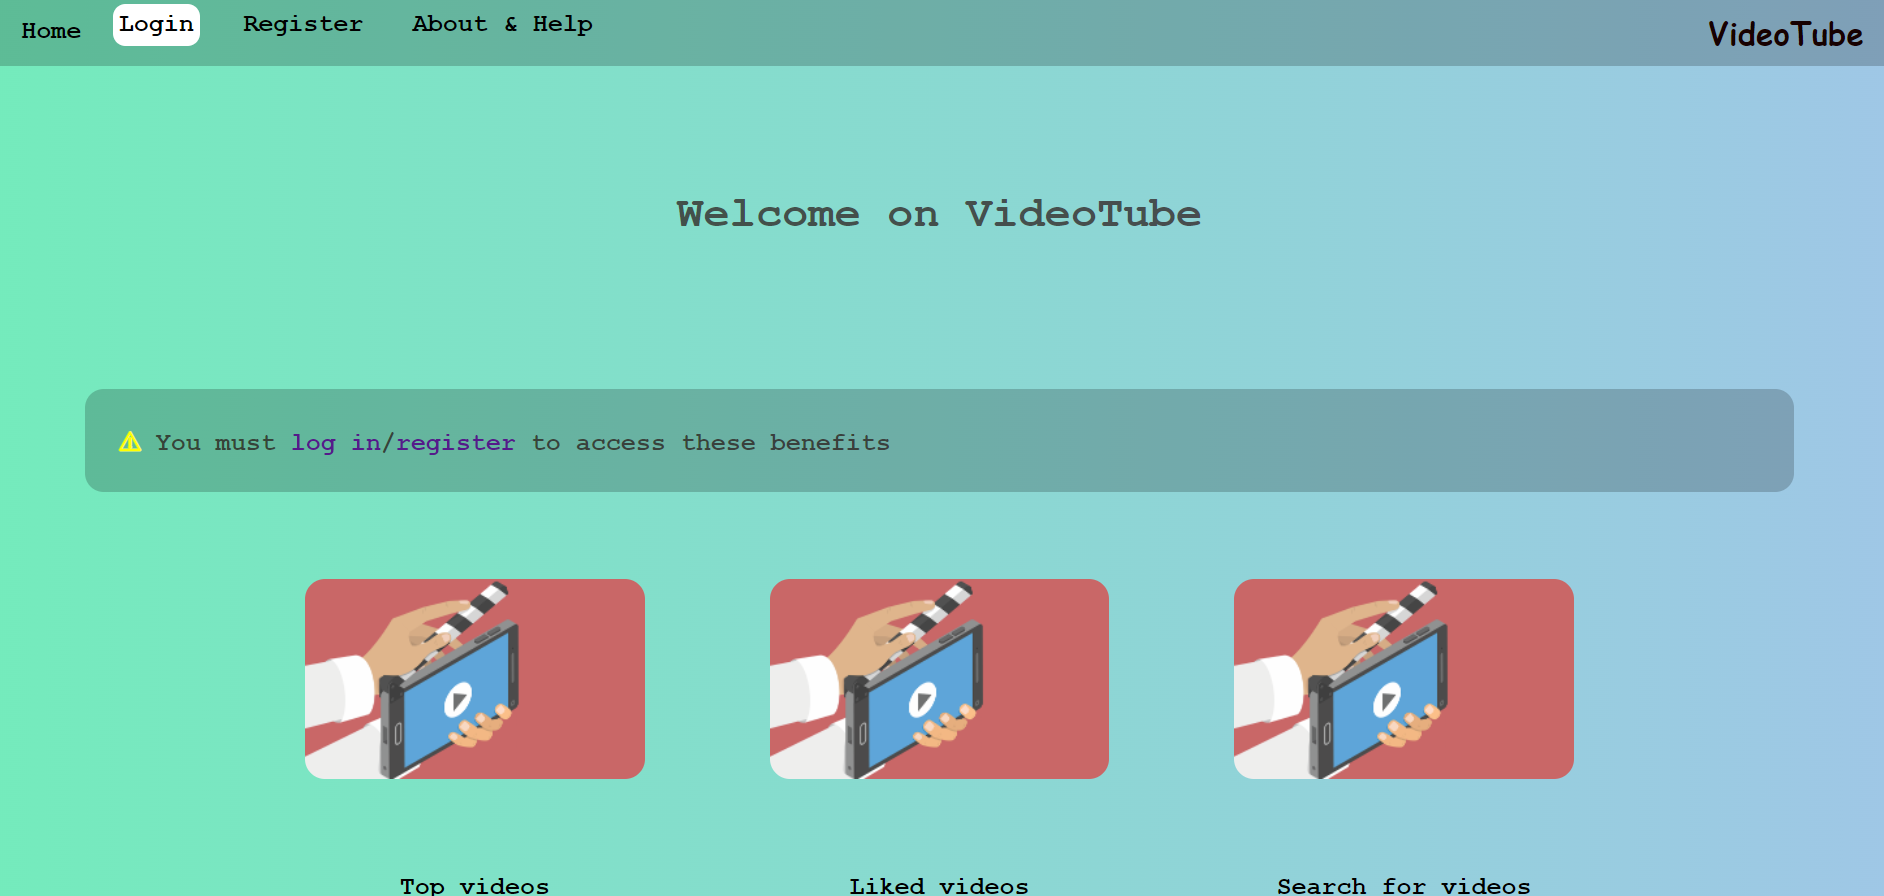 Home Login Register About & Help VideoTube
Welcome on VideoTube
⚠ You must log in/register to access these benefits
Top videos Liked videos Search for videos